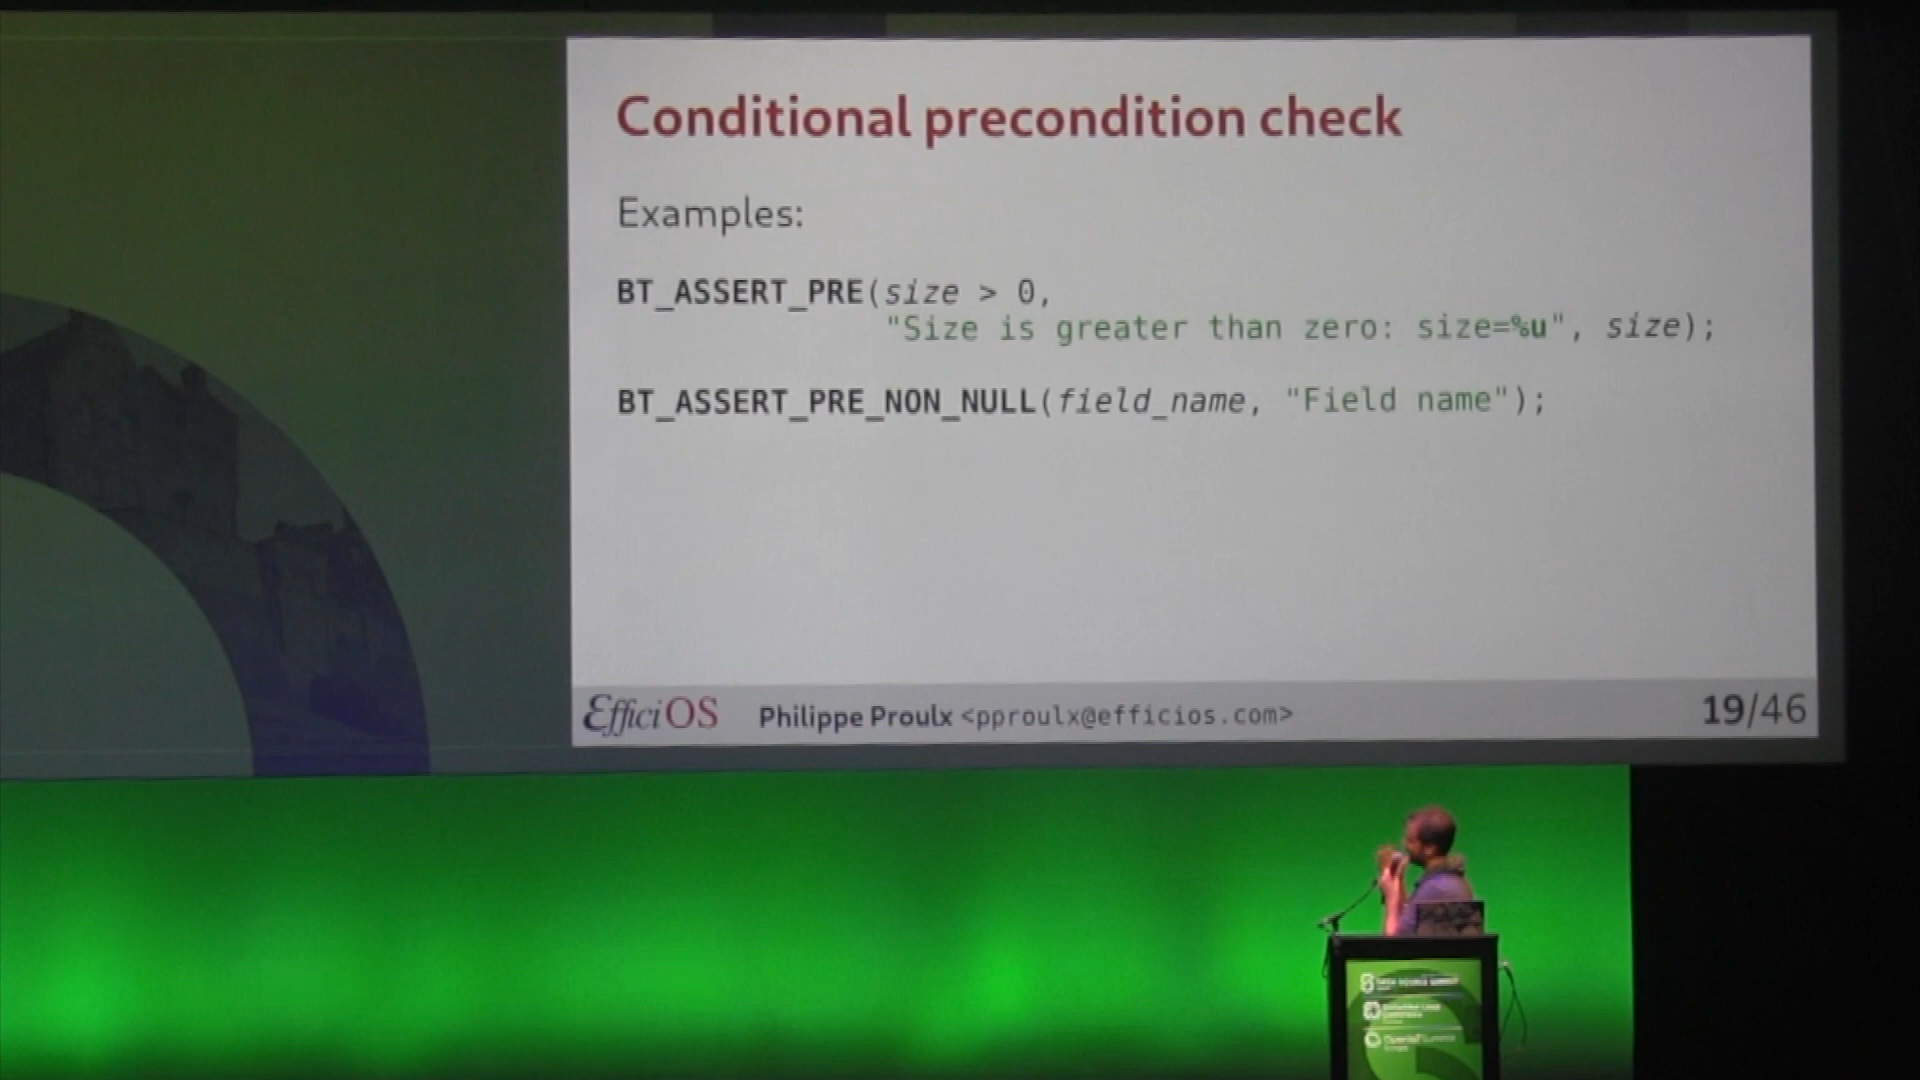 Conditional precondition check
Examples:
BT_ASSERT_PRE(size > 0,
"Size is greater than zero: size=%u", size);
BT_ASSERT_PRE_NON_NULL(field_name, "Field name");
EfficiOS Philippe Proulx <pproulx@efficios.com> 19/46